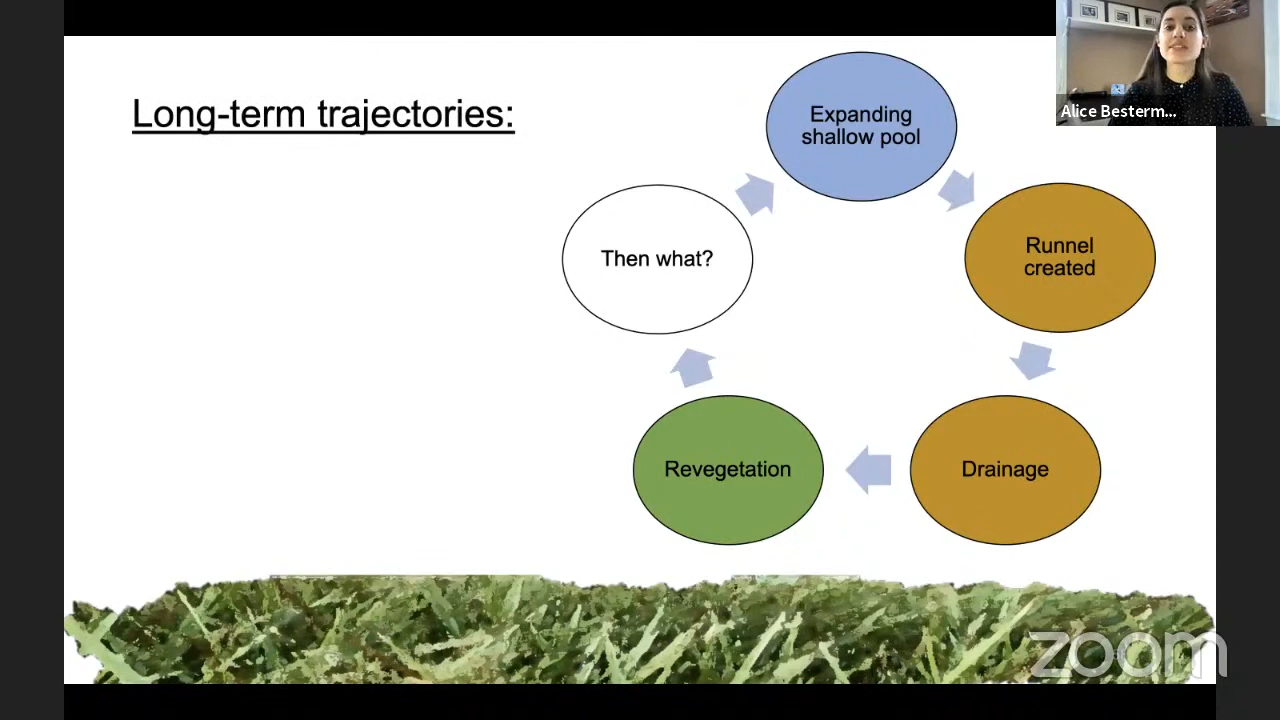 Long-term trajectories:
Expanding
shallow pool
Runnel
created
Drainage
Revegetation
Then what?
Alice Besterm...
zoom